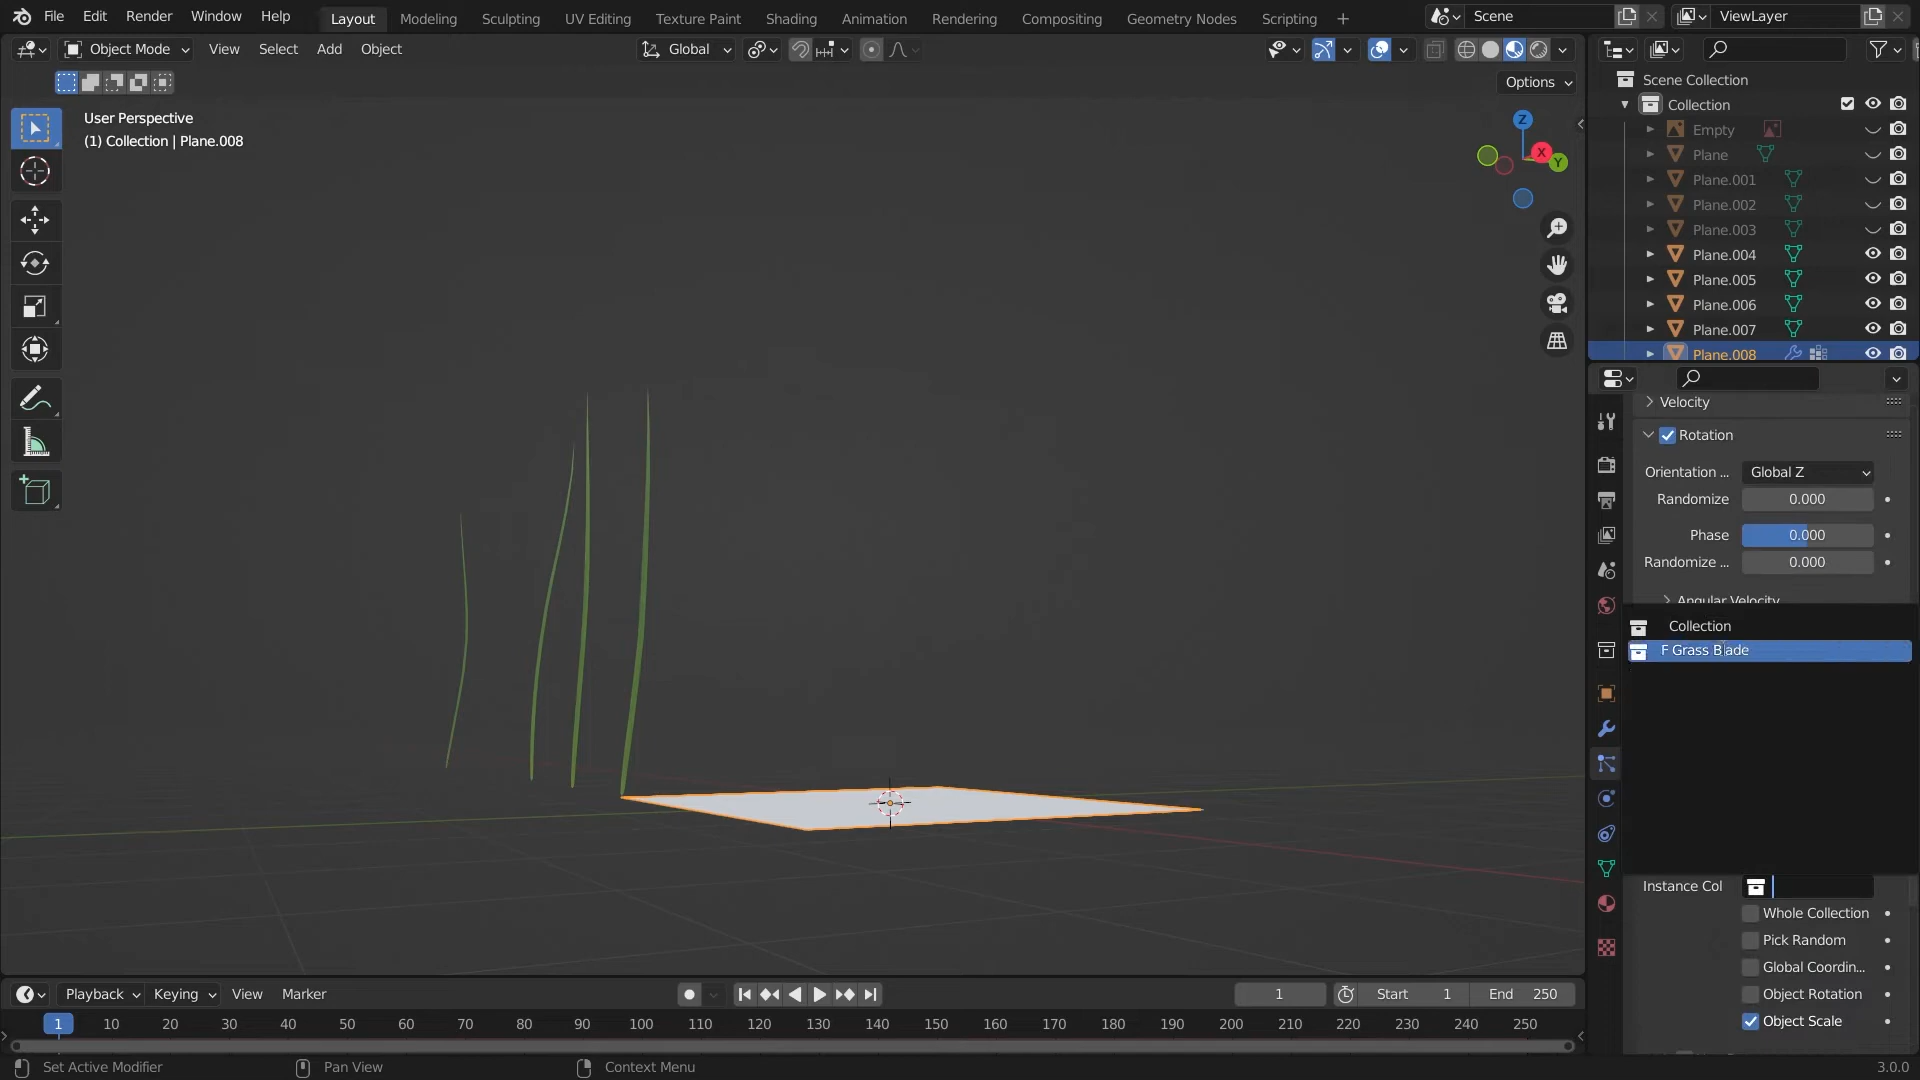 File Edit Render Window Help
Layout Modeling Sculpting UV Editing Texture Paint Shading Animation Rendering Compositing Geometry Nodes Scripting
Scene
ViewLayer
Object Mode View Select Add Object
Global
Options
User Perspective
(1) Collection | Plane.008
Z
X
Y
Scene Collection
Collection
Empty
Plane
Plane.001
Plane.002
Plane.003
Plane.004
Plane.005
Plane.006
Plane.007
Plane.008
Velocity
Rotation
Orientation ... Global Z
Randomize 0.000
Phase 0.000
Randomize ... 0.000
Angular Velocity
Collection
F Grass Blade
Instance Col
Whole Collection
Pick Random
Global Coordin...
Object Rotation
Object Scale
Playback Keying View Marker
1 Start 1 End 250
1 10 20 30 40 50 60 70 80 90 100 110 120 130 140 150 160 170 180 190 200 210 220 230 240 250
Set Active Modifier Pan View Context Menu 3.0.0